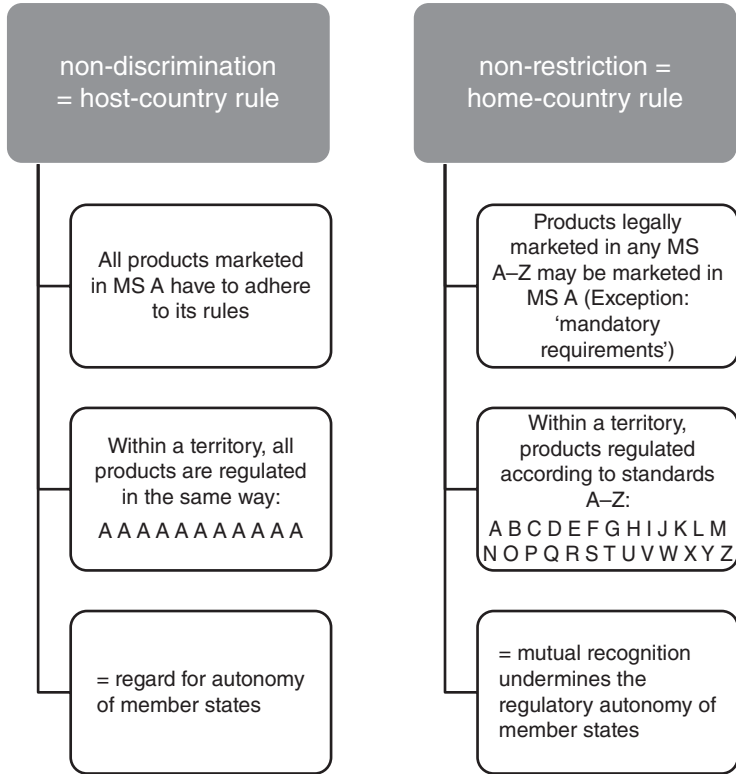 non-discrimination
= host-country rule
All products marketed
in MS A have to adhere
to its rules
Within a territory, all
products are regulated
in the same way:
A A A A A A A A A A A
= regard for autonomy
of member states
non-restriction =
home-country rule
Products legally
marketed in any MS
A–Z may be marketed in
MS A (Exception:
‘mandatory
requirements’)
Within a territory,
products regulated
according to standards
A–Z:
A B C D E F G H I J K L M
N O P Q R S T U V W X Y Z
= mutual recognition
undermines the
regulatory autonomy of
member states